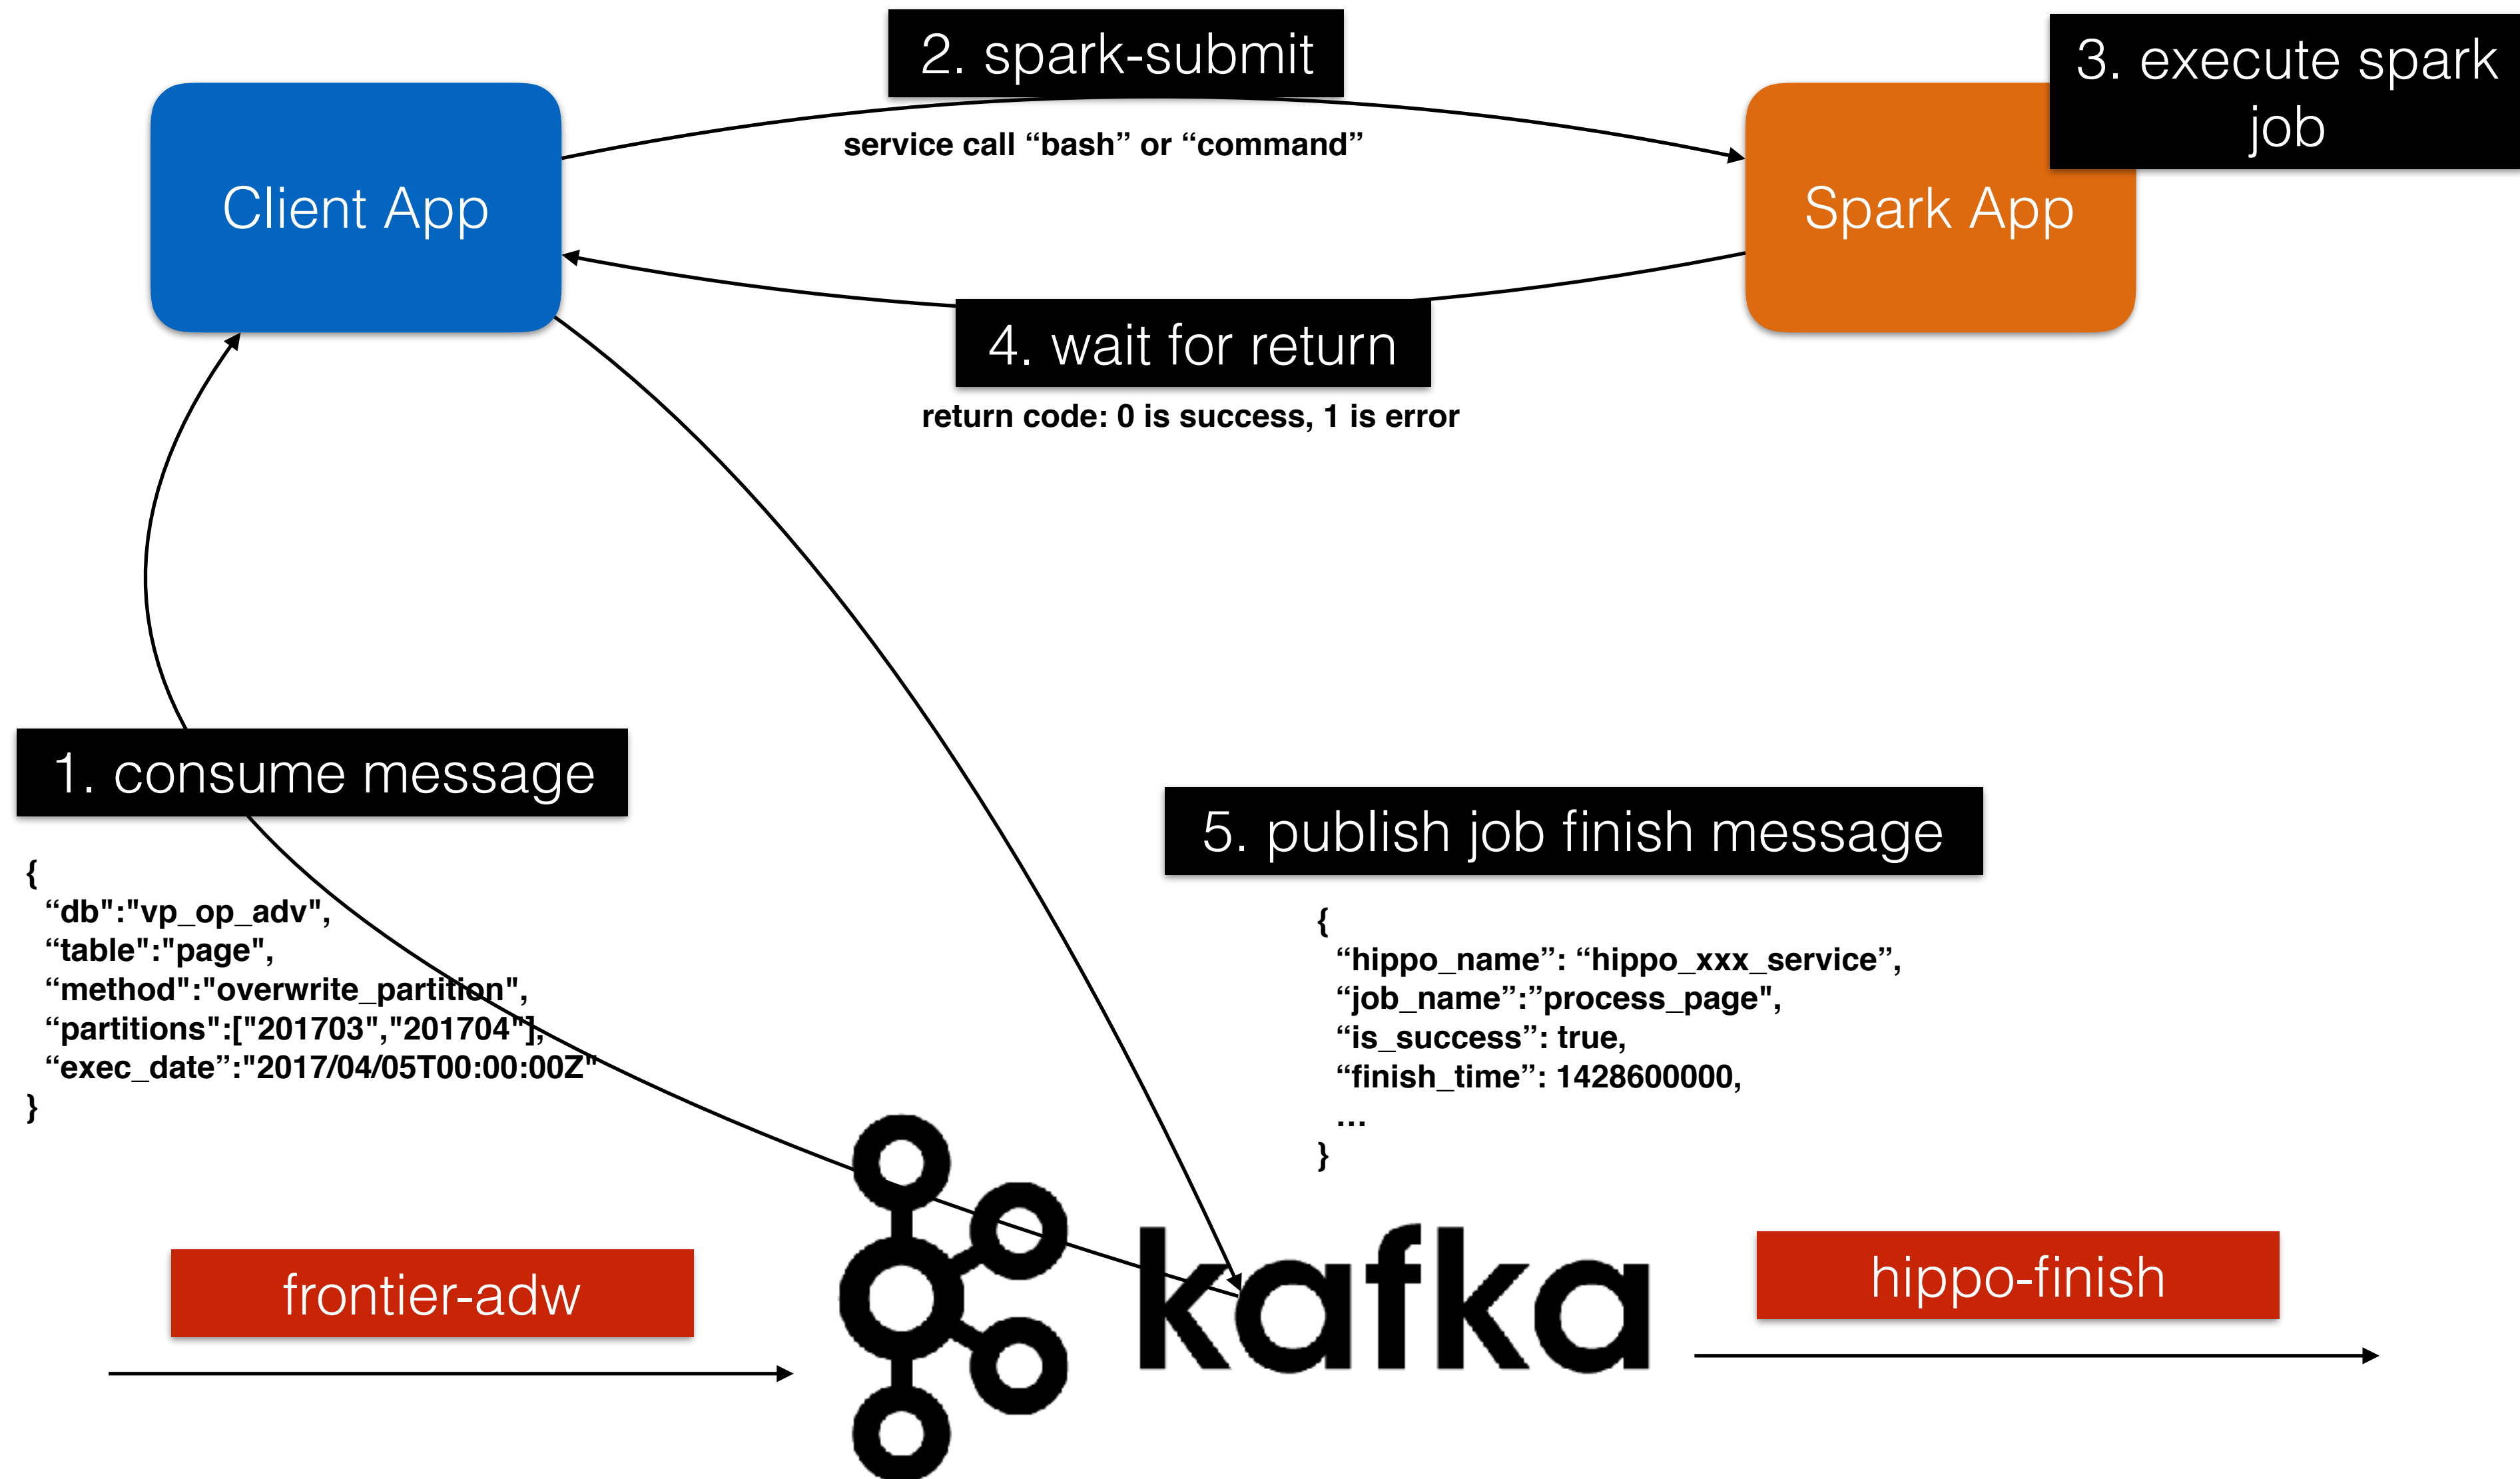 2. spark-submit
3. execute spark
job
service call “bash” or “command”
Client App
Spark App
4. wait for return
return code: 0 is success, 1 is error
1. consume message
{
“db":"vp_op_adv",
“table":"page",
“method":"overwrite_partition",
“partitions":["201703","201704"],
“exec_date”:"2017/04/05T00:00:00Z"
}
5. publish job finish message
{
“hippo_name”: “hippo_xxx_service”,
“job_name”:”process_page",
“is_success”: true,
“finish_time”: 1428600000,
…
}
frontier-adw
kafka
hippo-finish